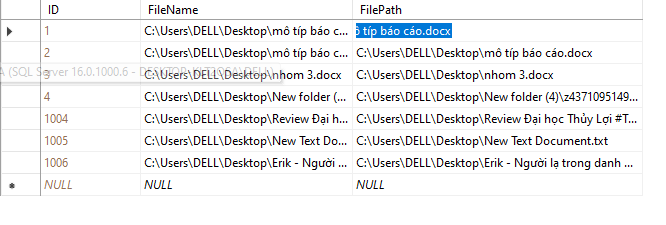 ID FileName FilePath
1 C:\Users\DELL\Desktop\mô típ báo c... ô típ báo cáo.docx
2 C:\Users\DELL\Desktop\mô típ báo c... C:\Users\DELL\Desktop\mô típ báo cáo.docx
A (SQL Server 16.0.1000.6 - DESKTOP
3 C:\Users\DELL\Desktop\nhom 3.docx C:\Users\DELL\Desktop\nhom 3.docx
4 C:\Users\DELL\Desktop\New folder (... C:\Users\DELL\Desktop\New folder (4)\z4371095149...
1004 C:\Users\DELL\Desktop\Review Đại h... C:\Users\DELL\Desktop\Review Đại học Thủy Lợi #T...
1005 C:\Users\DELL\Desktop\New Text Do... C:\Users\DELL\Desktop\New Text Document.txt
1006 C:\Users\DELL\Desktop\Erik - Người ... C:\Users\DELL\Desktop\Erik - Người lạ trong danh ...
NULL NULL NULL